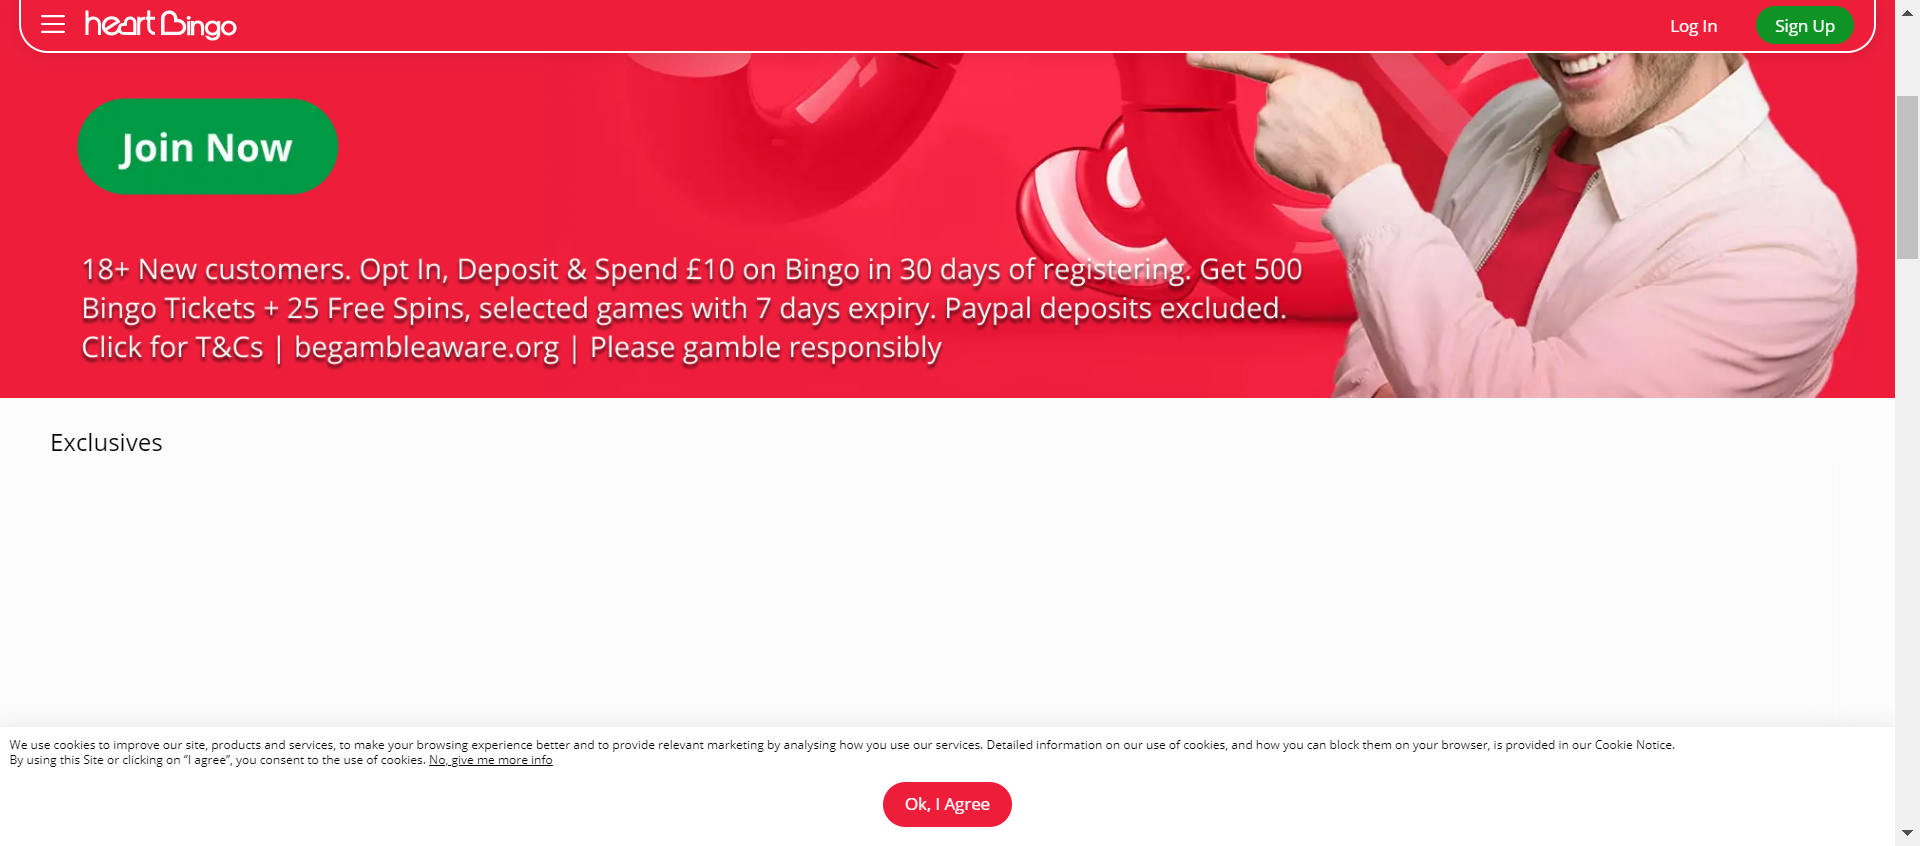 heart Bingo
Log In
Sign Up
Join Now
18+ New customers. Opt In, Deposit & Spend £10 on Bingo in 30 days of registering. Get 500
Bingo Tickets + 25 Free Spins, selected games with 7 days expiry. Paypal deposits excluded.
Click for T&Cs | begambleaware.org | Please gamble responsibly
Exclusives
We use cookies to improve our site, products and services, to make your browsing experience better and to provide relevant marketing by analysing how you use our services. Detailed information on our use of cookies, and how you can block them on your browser, is provided in our Cookie Notice.
By using this Site or clicking on “I agree”, you consent to the use of cookies. No, give me more info
Ok, I Agree